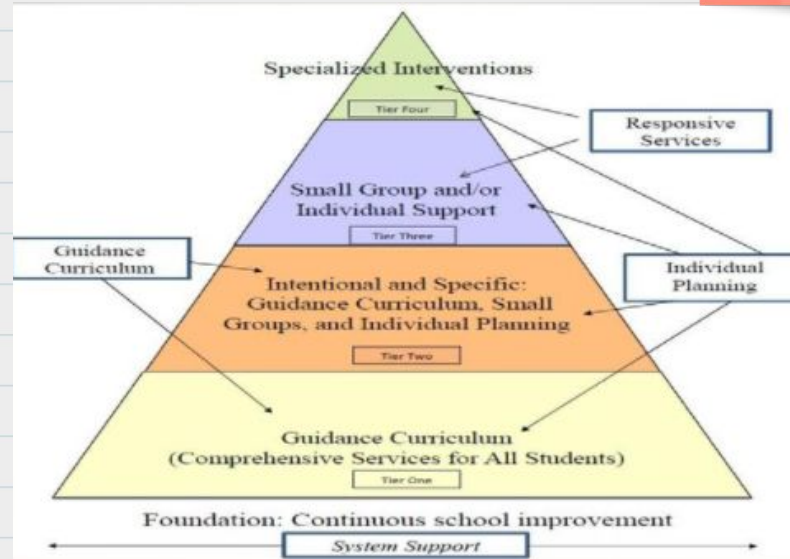 Specialized Interventions
Tier Four
Responsive
Services
Small Group and/or
Individual Support
Tier Three
Guidance
Curriculum
Individual
Planning
Intentional and Specific:
Guidance Curriculum, Small
Groups, and Individual Planning
Tier Two
Guidance Curriculum
(Comprehensive Services for All Students)
Tier One
Foundation: Continuous school improvement
System Support